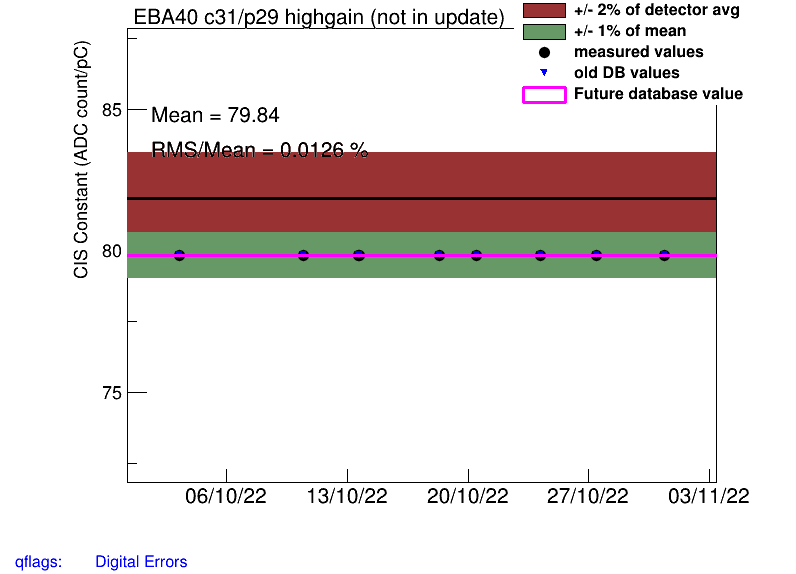 EBA40 c31/p29 highgain (not in update)
+/- 2% of detector avg
+/- 1% of mean
measured values
old DB values
Future database value
CIS Constant (ADC count/pC)
Mean = 79.84
RMS/Mean = 0.0126 %
85
80
75
06/10/22 13/10/22 20/10/22 27/10/22 03/11/22
qflags: Digital Errors